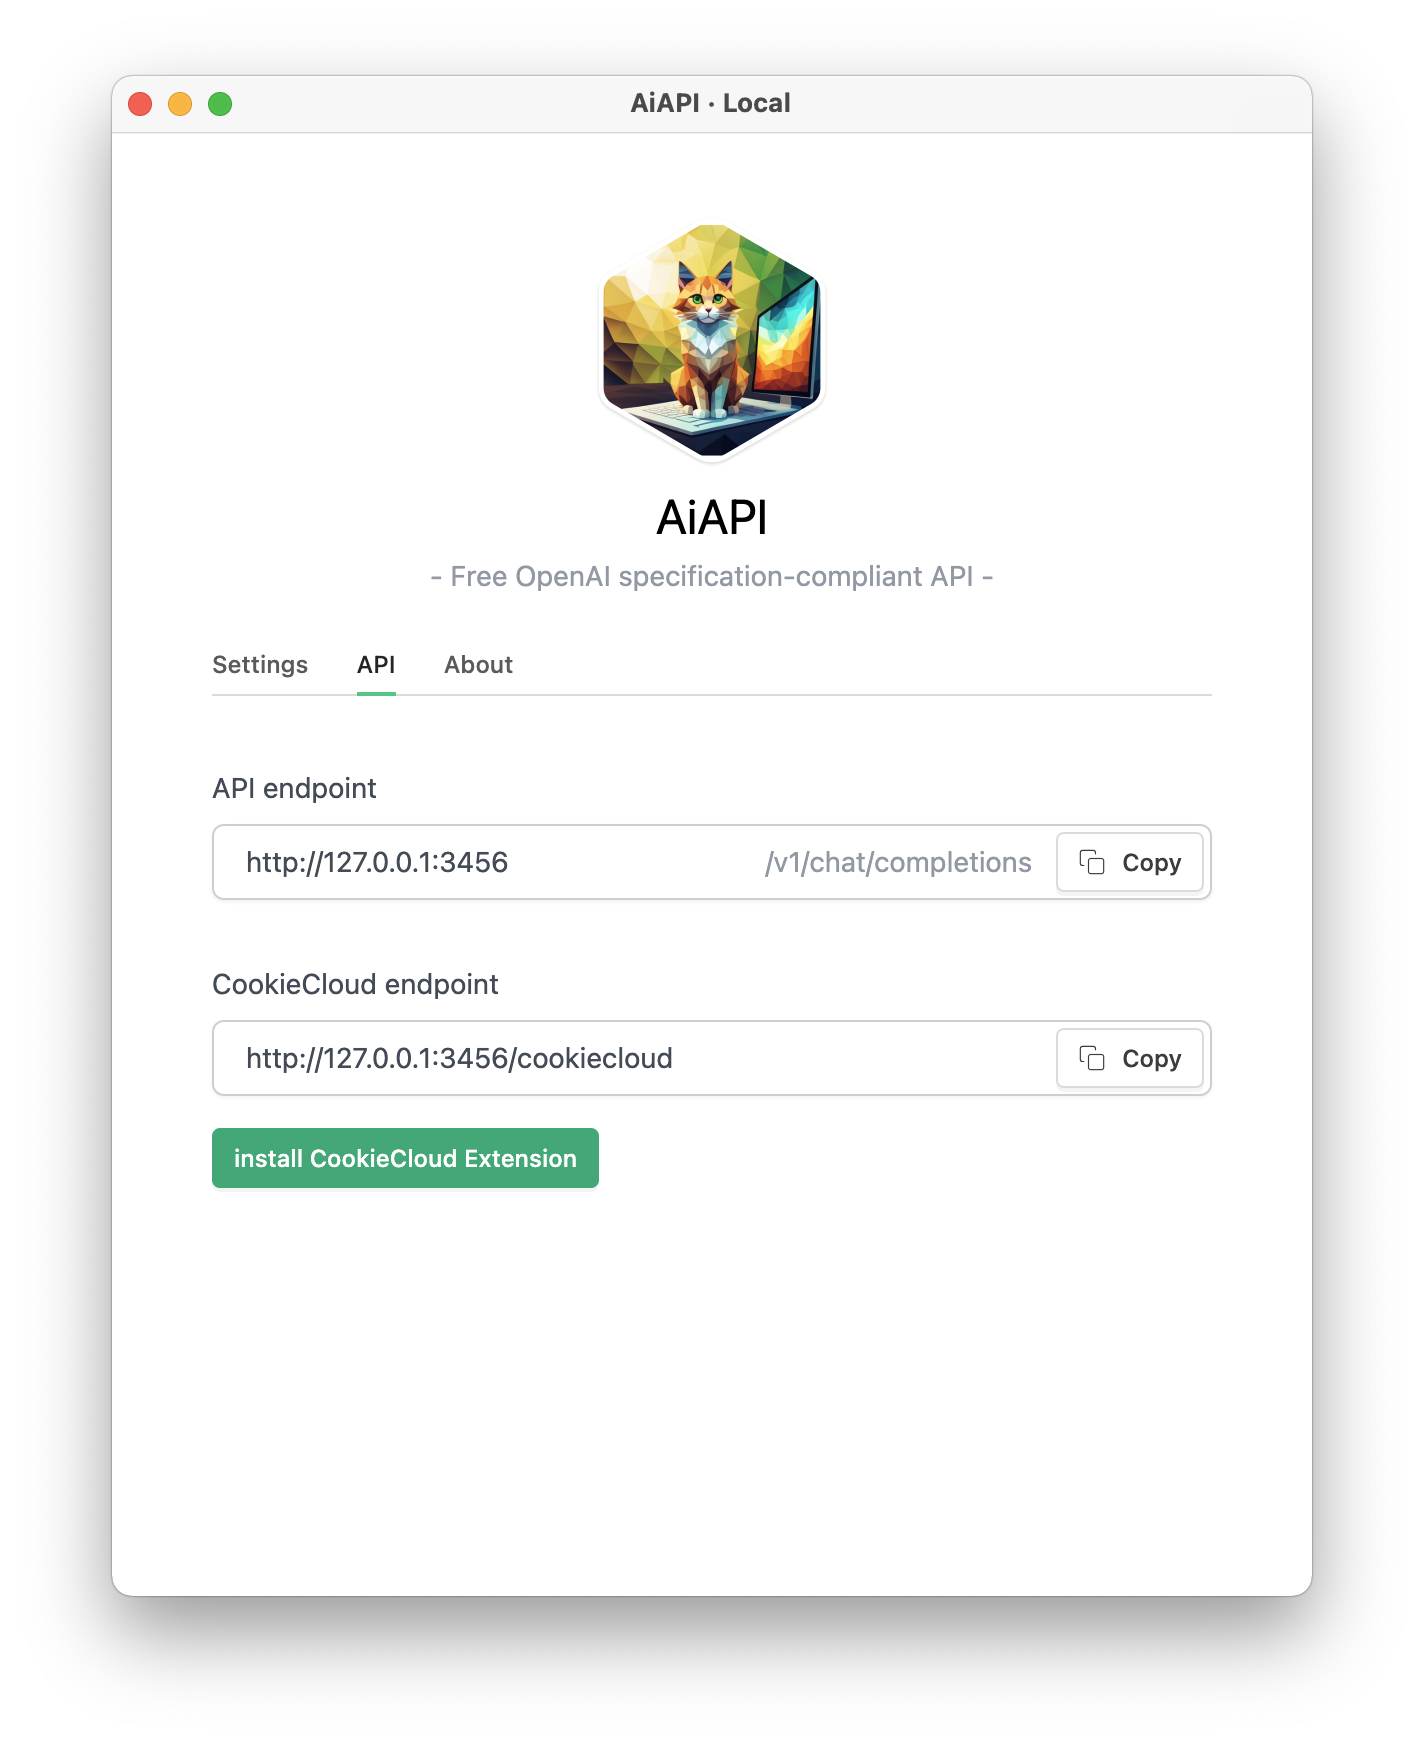 AiAPI · Local
AiAPI
- Free OpenAI specification-compliant API -
Settings API About
API endpoint
http://127.0.0.1:3456 /v1/chat/completions Copy
CookieCloud endpoint
http://127.0.0.1:3456/cookiecloud Copy
install CookieCloud Extension